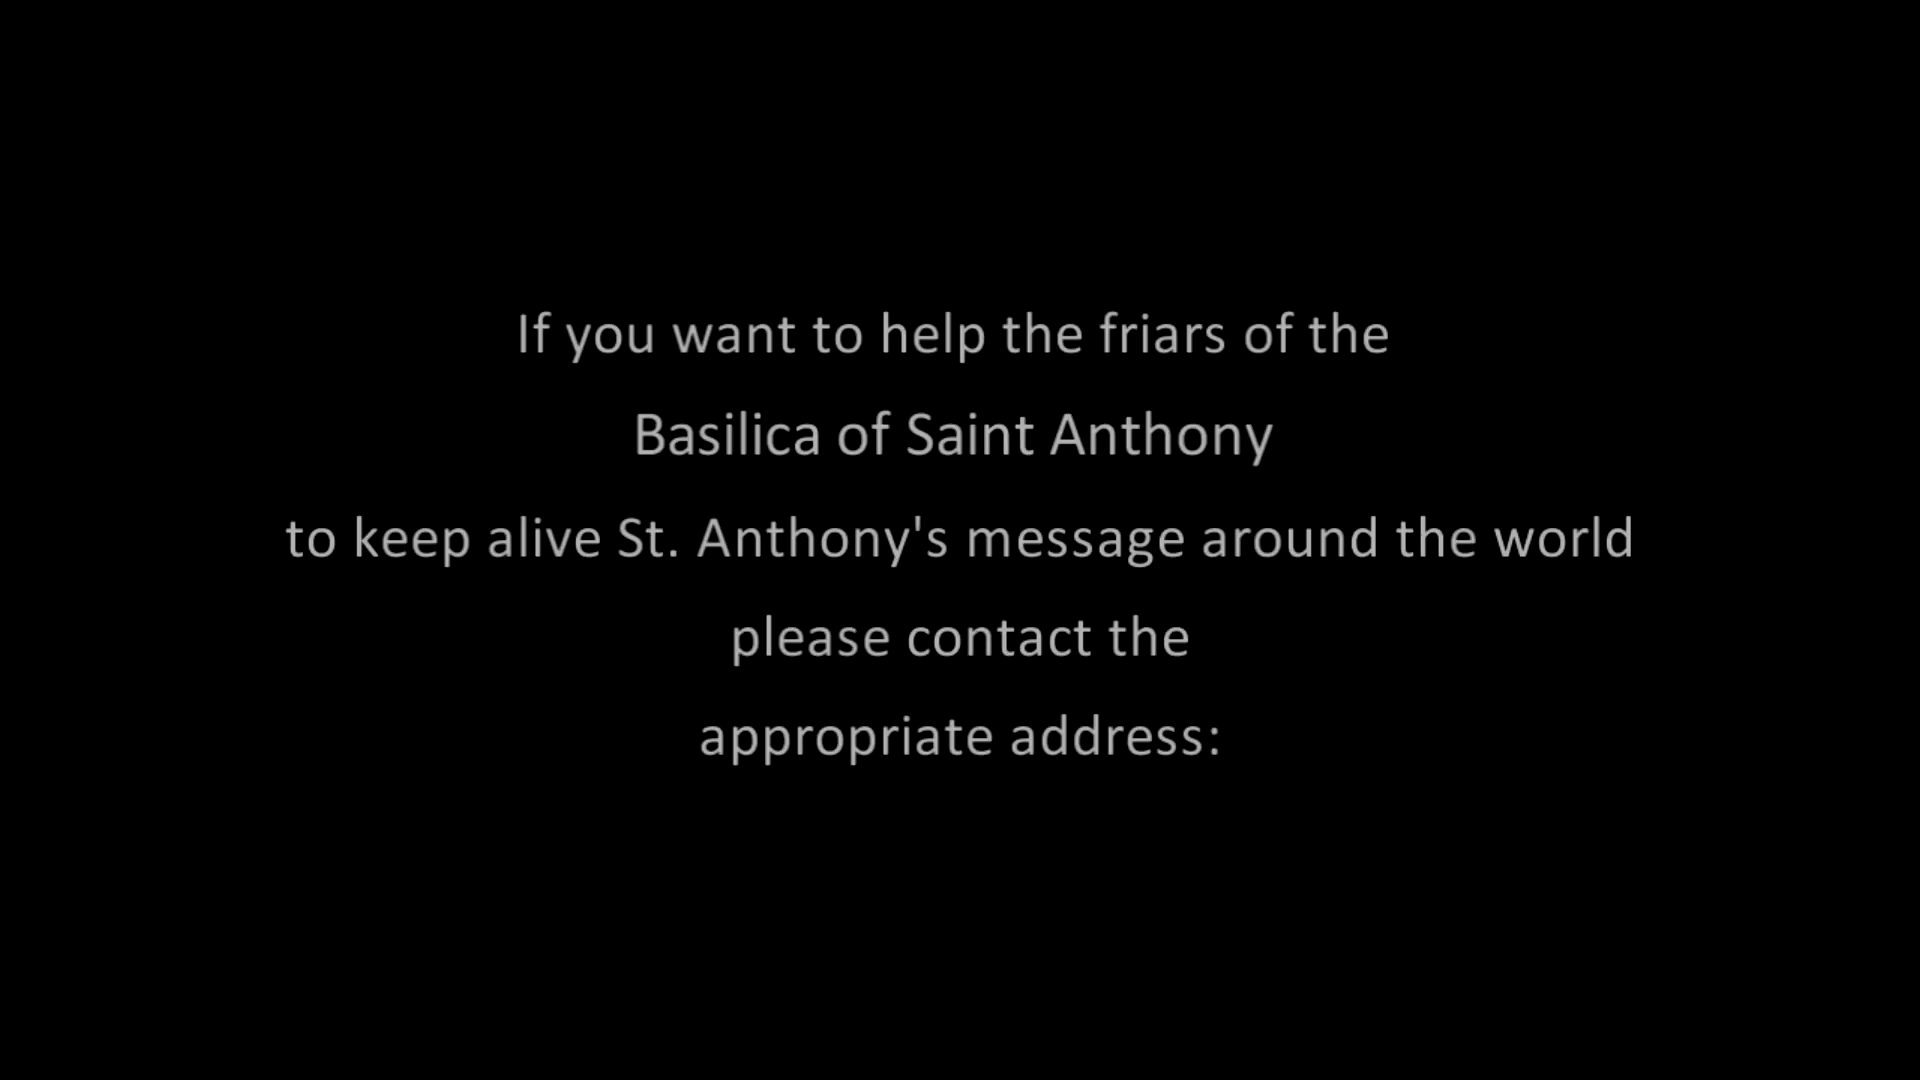 If you want to help the friars of the
Basilica of Saint Anthony
to keep alive St. Anthony's message around the world
please contact the
appropriate address: